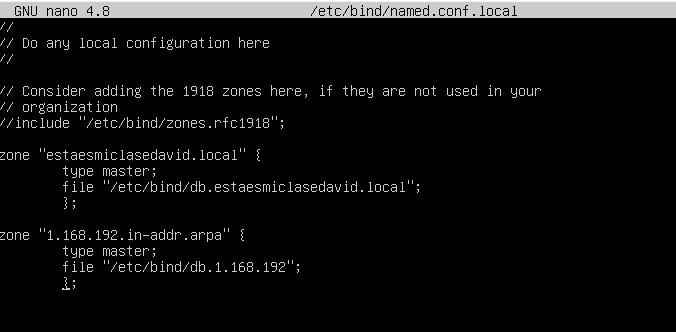 GNU nano 4.8 /etc/bind/named.conf.local
//
// Do any local configuration here
//
// Consider adding the 1918 zones here, if they are not used in your
// organization
//include "/etc/bind/zones.rfc1918";
zone "estaesmiclasedavid.local" {
type master;
file "/etc/bind/db.estaesmiclasedavid.local";
};
zone "1.168.192.in-addr.arpa" {
type master;
file "/etc/bind/db.1.168.192";
};